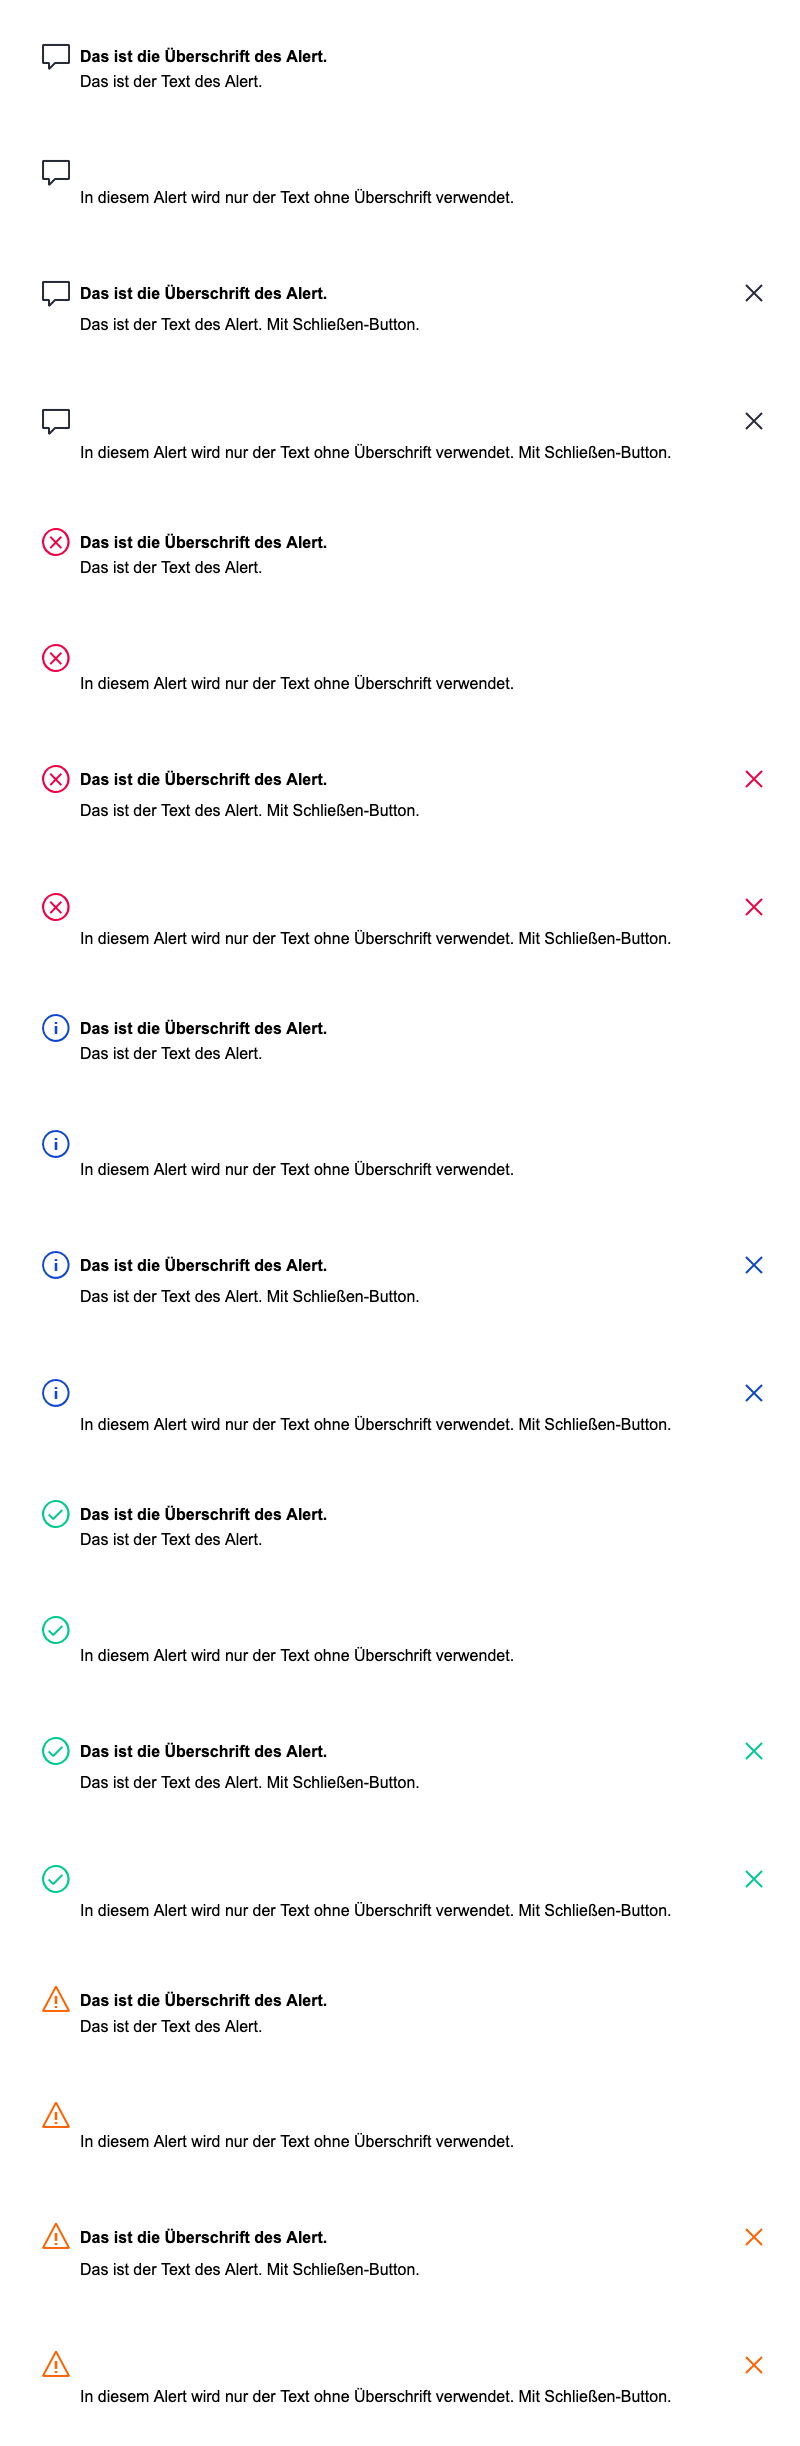 Das ist die Überschrift des Alert.
Das ist der Text des Alert.
In diesem Alert wird nur der Text ohne Überschrift verwendet.
Das ist die Überschrift des Alert.
Das ist der Text des Alert. Mit Schließen-Button.
In diesem Alert wird nur der Text ohne Überschrift verwendet. Mit Schließen-Button.
Das ist die Überschrift des Alert.
Das ist der Text des Alert.
In diesem Alert wird nur der Text ohne Überschrift verwendet.
Das ist die Überschrift des Alert.
Das ist der Text des Alert. Mit Schließen-Button.
In diesem Alert wird nur der Text ohne Überschrift verwendet. Mit Schließen-Button.
Das ist die Überschrift des Alert.
Das ist der Text des Alert.
In diesem Alert wird nur der Text ohne Überschrift verwendet.
Das ist die Überschrift des Alert.
Das ist der Text des Alert. Mit Schließen-Button.
In diesem Alert wird nur der Text ohne Überschrift verwendet. Mit Schließen-Button.
Das ist die Überschrift des Alert.
Das ist der Text des Alert.
In diesem Alert wird nur der Text ohne Überschrift verwendet.
Das ist die Überschrift des Alert.
Das ist der Text des Alert. Mit Schließen-Button.
In diesem Alert wird nur der Text ohne Überschrift verwendet. Mit Schließen-Button.
Das ist die Überschrift des Alert.
Das ist der Text des Alert.
In diesem Alert wird nur der Text ohne Überschrift verwendet.
Das ist die Überschrift des Alert.
Das ist der Text des Alert. Mit Schließen-Button.
In diesem Alert wird nur der Text ohne Überschrift verwendet. Mit Schließen-Button.